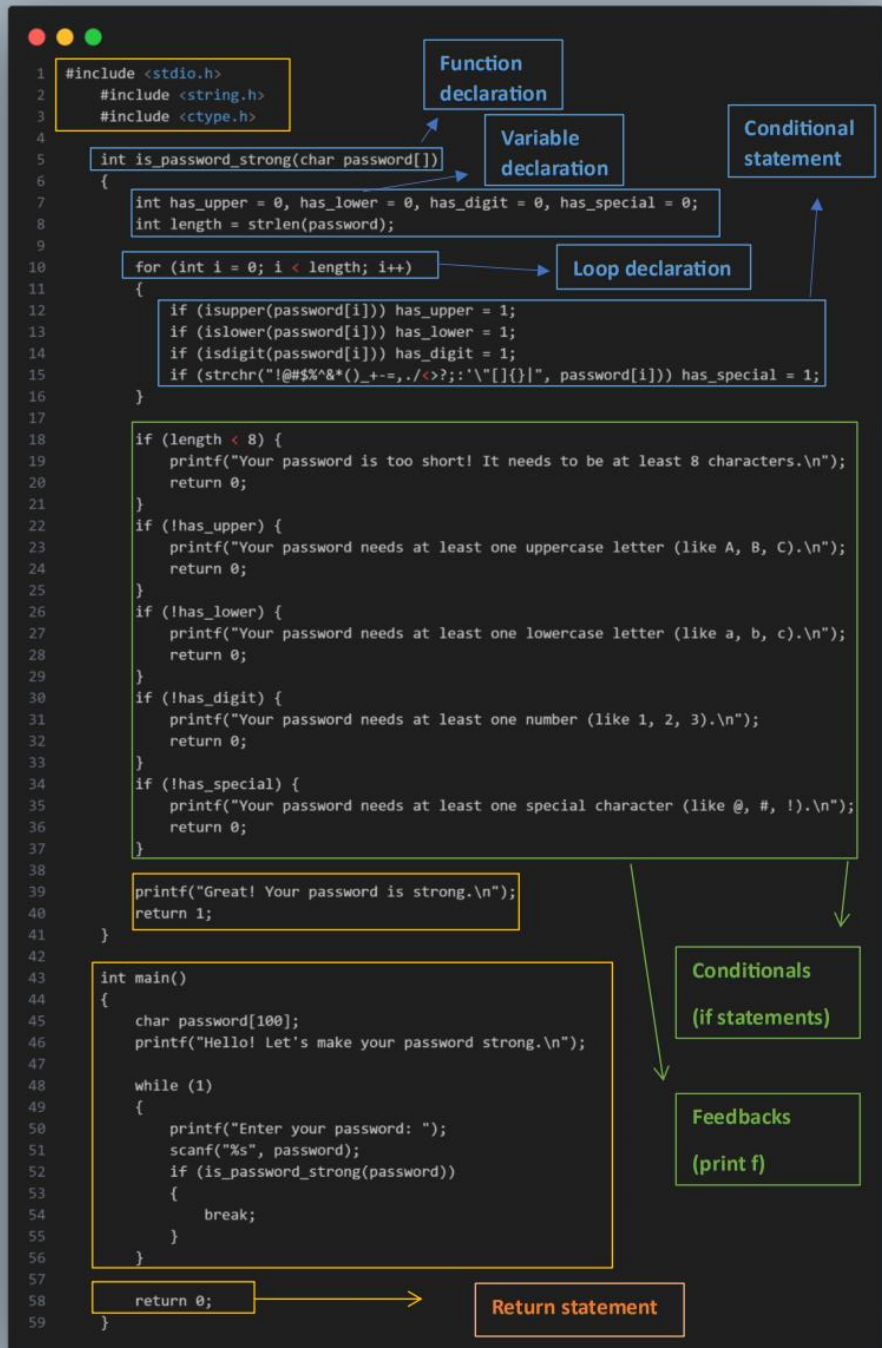 1 #include <stdio.h>
2 #include <string.h>
3 #include <ctype.h>
4
5 int is_password_strong(char password[])
6 {
7 int has_upper = 0, has_lower = 0, has_digit = 0, has_special = 0;
8 int length = strlen(password);
9
10 for (int i = 0; i < length; i++)
11 {
12 if (isupper(password[i])) has_upper = 1;
13 if (islower(password[i])) has_lower = 1;
14 if (isdigit(password[i])) has_digit = 1;
15 if (strchr("!@#$%^&*()_+-=,./<>?;:'\"[]{}|", password[i])) has_special = 1;
16 }
17
18 if (length < 8) {
19 printf("Your password is too short! It needs to be at least 8 characters.\n");
20 return 0;
21 }
22 if (!has_upper) {
23 printf("Your password needs at least one uppercase letter (like A, B, C).\n");
24 return 0;
25 }
26 if (!has_lower) {
27 printf("Your password needs at least one lowercase letter (like a, b, c).\n");
28 return 0;
29 }
30 if (!has_digit) {
31 printf("Your password needs at least one number (like 1, 2, 3).\n");
32 return 0;
33 }
34 if (!has_special) {
35 printf("Your password needs at least one special character (like @, #, !).\n");
36 return 0;
37 }
38
39 printf("Great! Your password is strong.\n");
40 return 1;
41 }
42
43 int main()
44 {
45 char password[100];
46 printf("Hello! Let's make your password strong.\n");
47
48 while (1)
49 {
50 printf("Enter your password: ");
51 scanf("%s", password);
52 if (is_password_strong(password))
53 {
54 break;
55 }
56 }
57
58 return 0;
59 }
Function
declaration
Variable
declaration
Conditional
statement
Loop declaration
Conditionals
(if statements)
Feedbacks
(print f)
Return statement